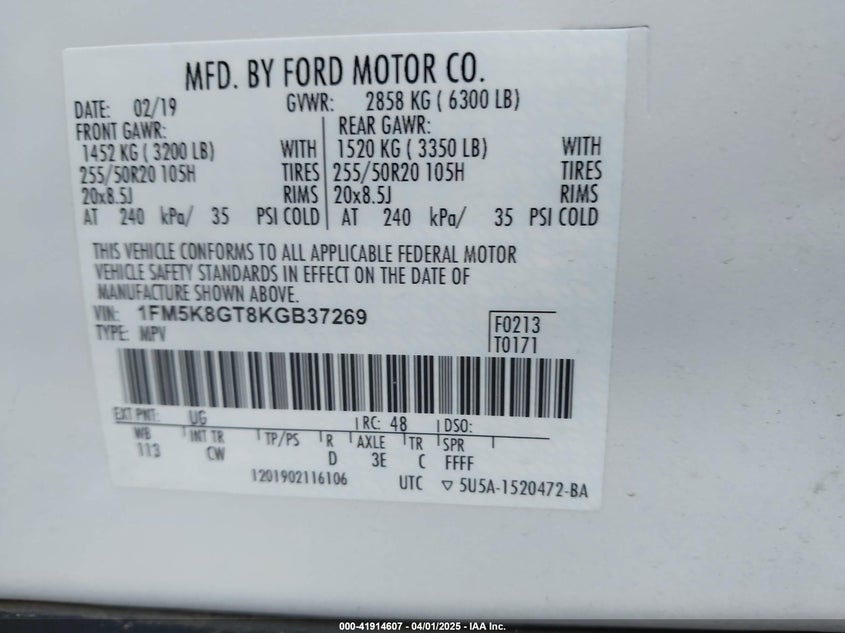 MFD. BY FORD MOTOR CO.
DATE: 02/19 GVWR: 2858 KG ( 6300 LB)
FRONT GAWR: REAR GAWR:
1452 KG ( 3200 LB) WITH 1520 KG ( 3350 LB) WITH
255/50R20 105H TIRES 255/50R20 105H TIRES
20x8.5J RIMS 20x8.5J RIMS
AT 240 kPa/ 35 PSI COLD AT 240 kPa/ 35 PSI COLD
THIS VEHICLE CONFORMS TO ALL APPLICABLE FEDERAL MOTOR
VEHICLE SAFETY STANDARDS IN EFFECT ON THE DATE OF
MANUFACTURE SHOWN ABOVE.
VIN: 1FM5K8GT8KGB37269 F0213
TYPE: MPV T0171
EXT PNT: UG RC: 48 DSO:
WB INT TR TP/PS R AXLE TR SPR
113 CW D 3E C FFFF
1201902116106 UTC ▽ 5U5A-1520472-BA
000-41914607 - 04/01/2025 - IAA Inc.